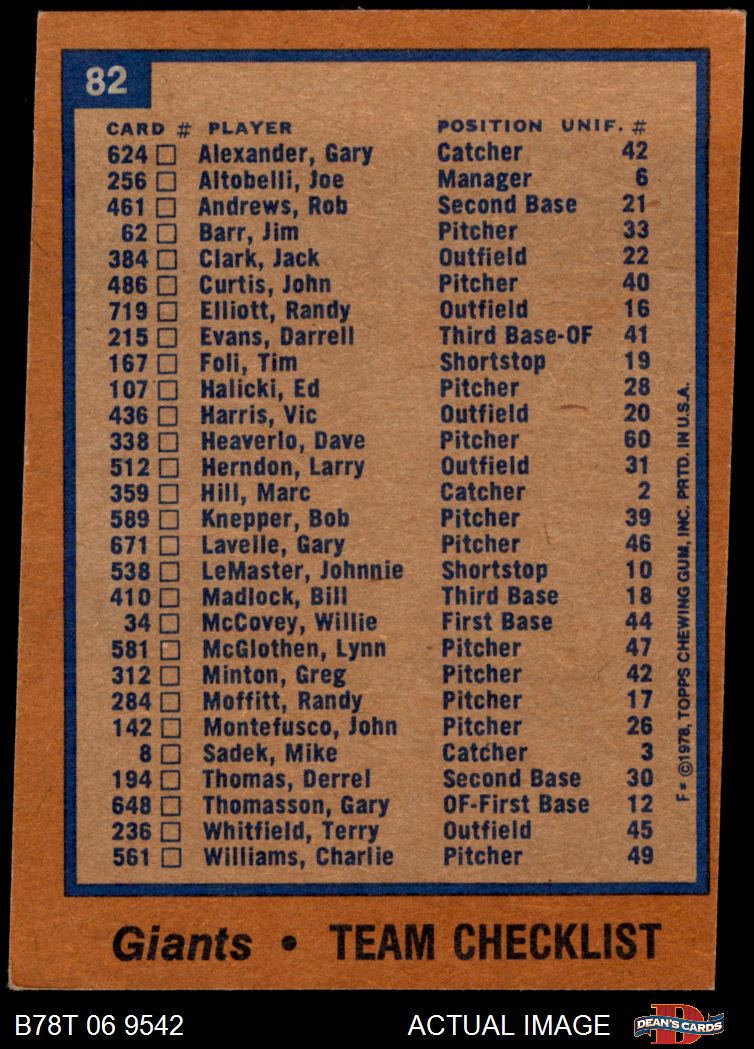 82
CARD # PLAYER POSITION UNIF. #
624 Alexander, Gary Catcher 42
256 Altobelli, Joe Manager 6
461 Andrews, Rob Second Base 21
62 Barr, Jim Pitcher 33
384 Clark, Jack Outfield 22
486 Curtis, John Pitcher 40
719 Elliott, Randy Outfield 16
215 Evans, Darrell Third Base-OF 41
167 Foli, Tim Shortstop 19
107 Halicki, Ed Pitcher 28
436 Harris, Vic Outfield 20
338 Heaverlo, Dave Pitcher 60
512 Herndon, Larry Outfield 31
359 Hill, Marc Catcher 2
589 Knepper, Bob Pitcher 39
671 Lavelle, Gary Pitcher 46
538 LeMaster, Johnnie Shortstop 10
410 Madlock, Bill Third Base 18
34 McCovey, Willie First Base 44
581 McGlothen, Lynn Pitcher 47
312 Minton, Greg Pitcher 42
284 Moffitt, Randy Pitcher 17
142 Montefusco, John Pitcher 26
8 Sadek, Mike Catcher 3
194 Thomas, Derrel Second Base 30
648 Thomasson, Gary OF-First Base 12
236 Whitfield, Terry Outfield 45
561 Williams, Charlie Pitcher 49
F* ©1978, TOPPS CHEWING GUM, INC. PRTD. IN U.S.A.
Giants • TEAM CHECKLIST
B78T 06 9542 ACTUAL IMAGE
D
DEAN'S CARDS